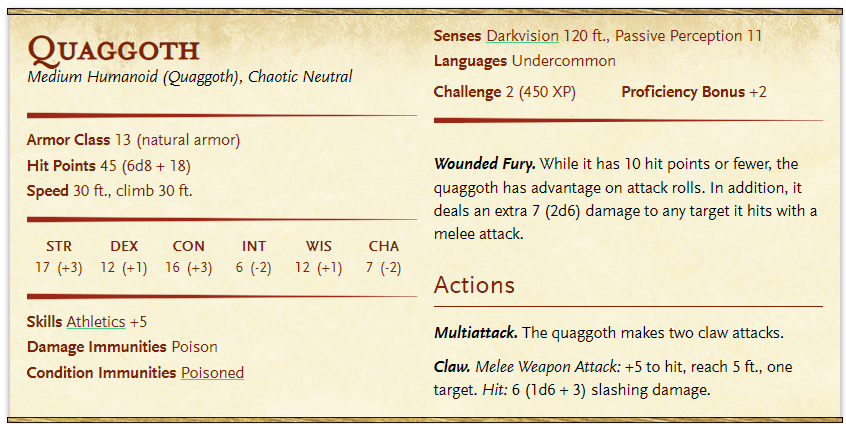 Quaggoth
Medium Humanoid (Quaggoth), Chaotic Neutral
Armor Class 13 (natural armor)
Hit Points 45 (6d8 + 18)
Speed 30 ft., climb 30 ft.
STR DEX CON INT WIS CHA
17 (+3) 12 (+1) 16 (+3) 6 (-2) 12 (+1) 7 (-2)
Skills Athletics +5
Damage Immunities Poison
Condition Immunities Poisoned
Senses Darkvision 120 ft., Passive Perception 11
Languages Undercommon
Challenge 2 (450 XP) Proficiency Bonus +2
Wounded Fury. While it has 10 hit points or fewer, the
quaggoth has advantage on attack rolls. In addition, it
deals an extra 7 (2d6) damage to any target it hits with a
melee attack.
Actions
Multiattack. The quaggoth makes two claw attacks.
Claw. Melee Weapon Attack: +5 to hit, reach 5 ft., one
target. Hit: 6 (1d6 + 3) slashing damage.